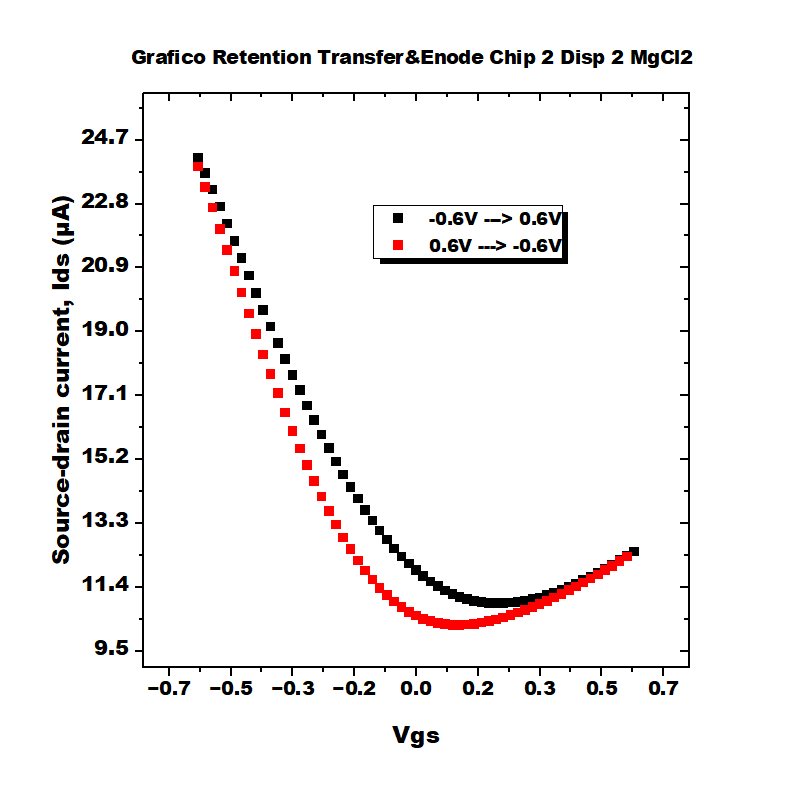 Grafico Retention Transfer&Enode Chip 2 Disp 2 MgCl2
24.7
22.8
20.9
19.0
17.1
15.2
13.3
11.4
9.5
Source-drain current, Ids (µA)
-0.6V ---> 0.6V
0.6V ---> -0.6V
−0.7 −0.5 −0.3 −0.2 0.0 0.2 0.3 0.5 0.7
Vgs